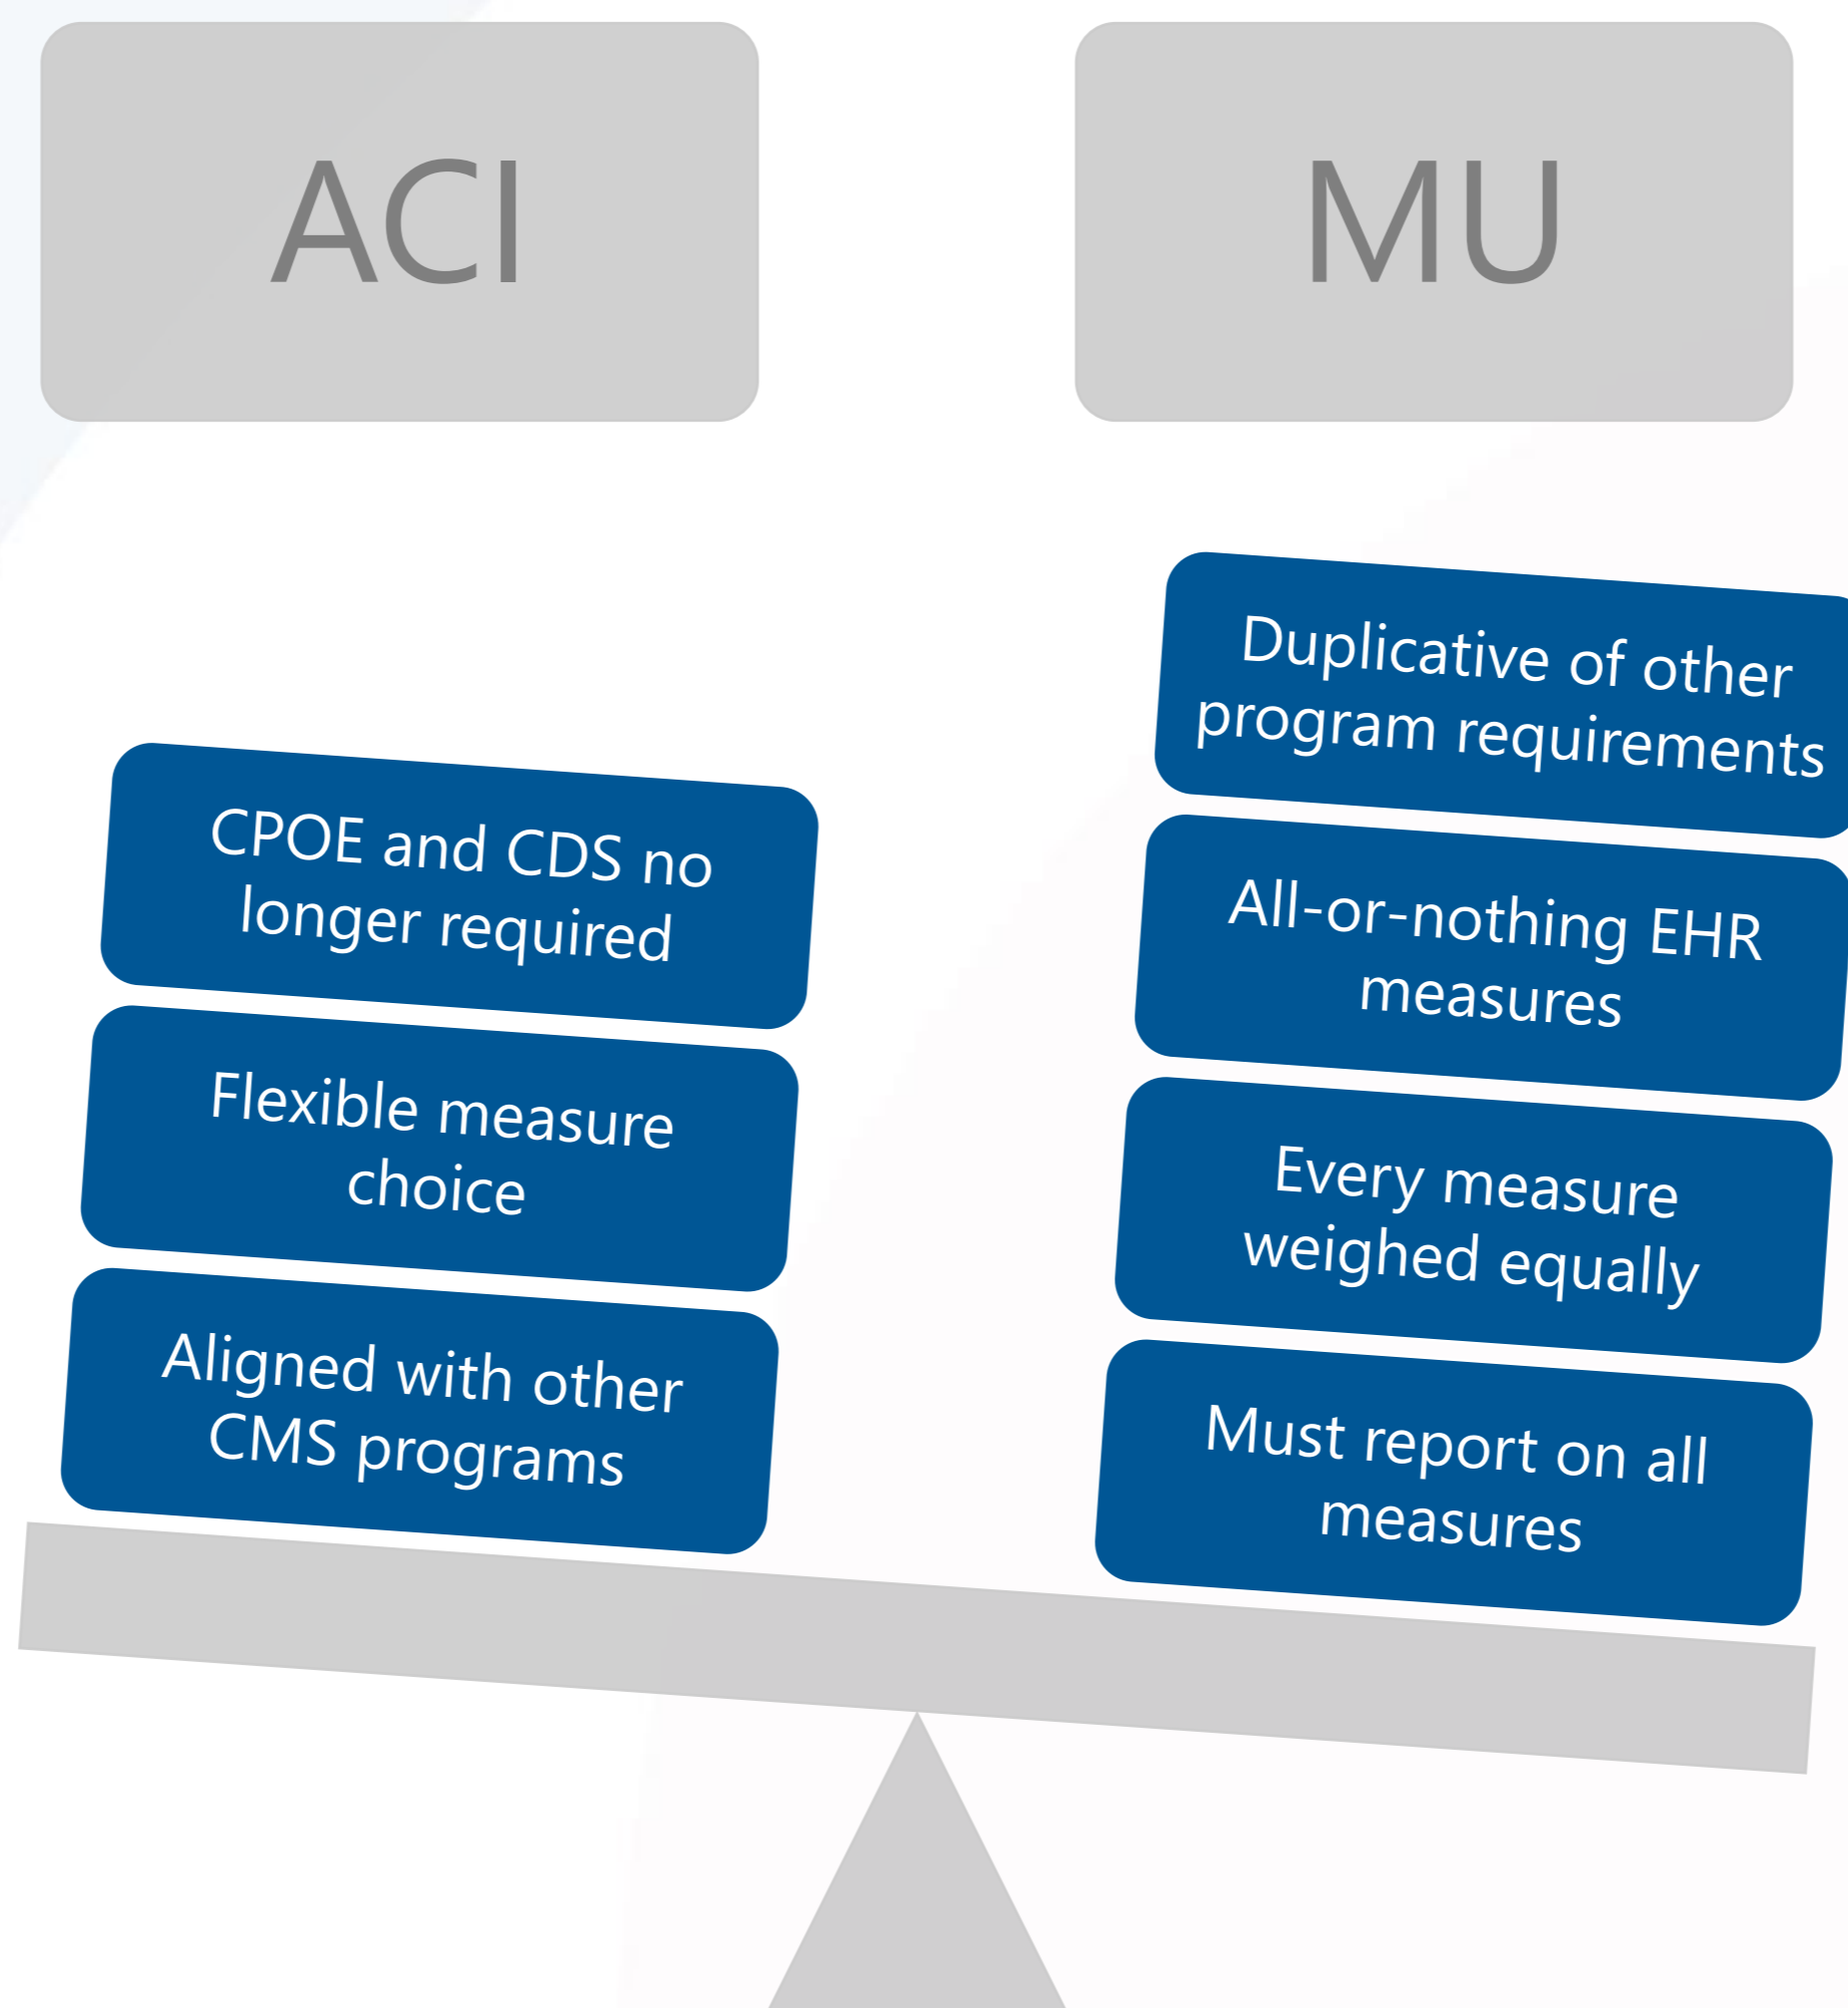 ACI
MU
CPOE and CDS no
longer required
Flexible measure
choice
Aligned with other
CMS programs
Duplicative of other
program requirements
All-or-nothing EHR
measures
Every measure
weighed equally
Must report on all
measures